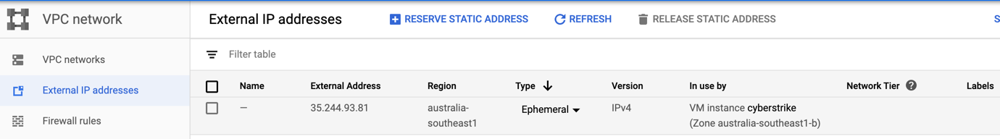 VPC network
External IP addresses
RESERVE STATIC ADDRESS
REFRESH
RELEASE STATIC ADDRESS
S
VPC networks
External IP addresses
Firewall rules
Filter table
Name External Address Region Type Version In use by Network Tier ? Labels
— 35.244.93.81 australia- Ephemeral IPv4 VM instance cyberstrike
southeast1 (Zone australia-southeast1-b)